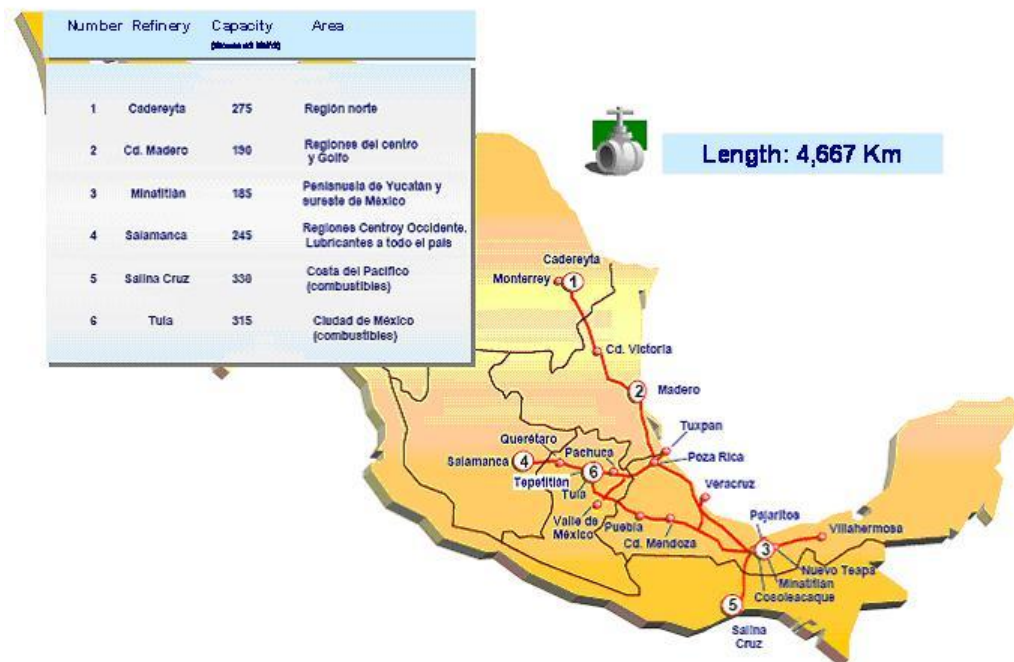 Number Refinery Capacity Area
1 Cadereyta 275 Región norte
2 Cd. Madero 190 Regiones del centro
y Golfo
3 Minatitlán 185 Penisnusia de Yucatán y
sureste de México
4 Salamanca 245 Regiones Centroy Occidente.
Lubricantes a todo el país
5 Salina Cruz 330 Costa del Pacífico
(combustibles)
6 Tula 315 Ciudad de México
(combustibles)
Length: 4,667 Km
Cadereyta
Monterrey
1
Cd. Victoria
2
Madero
Tuxpan
Querétaro
Pachuca
Poza Rica
Salamanca
4
6
Tepetitlán
Tula
Veracruz
Valle de
México
Puebla
Cd. Mendoza
Pajaritos
Villahermosa
3
Nuevo Teapa
Minatitlán
Cosoleacaque
5
Salina
Cruz